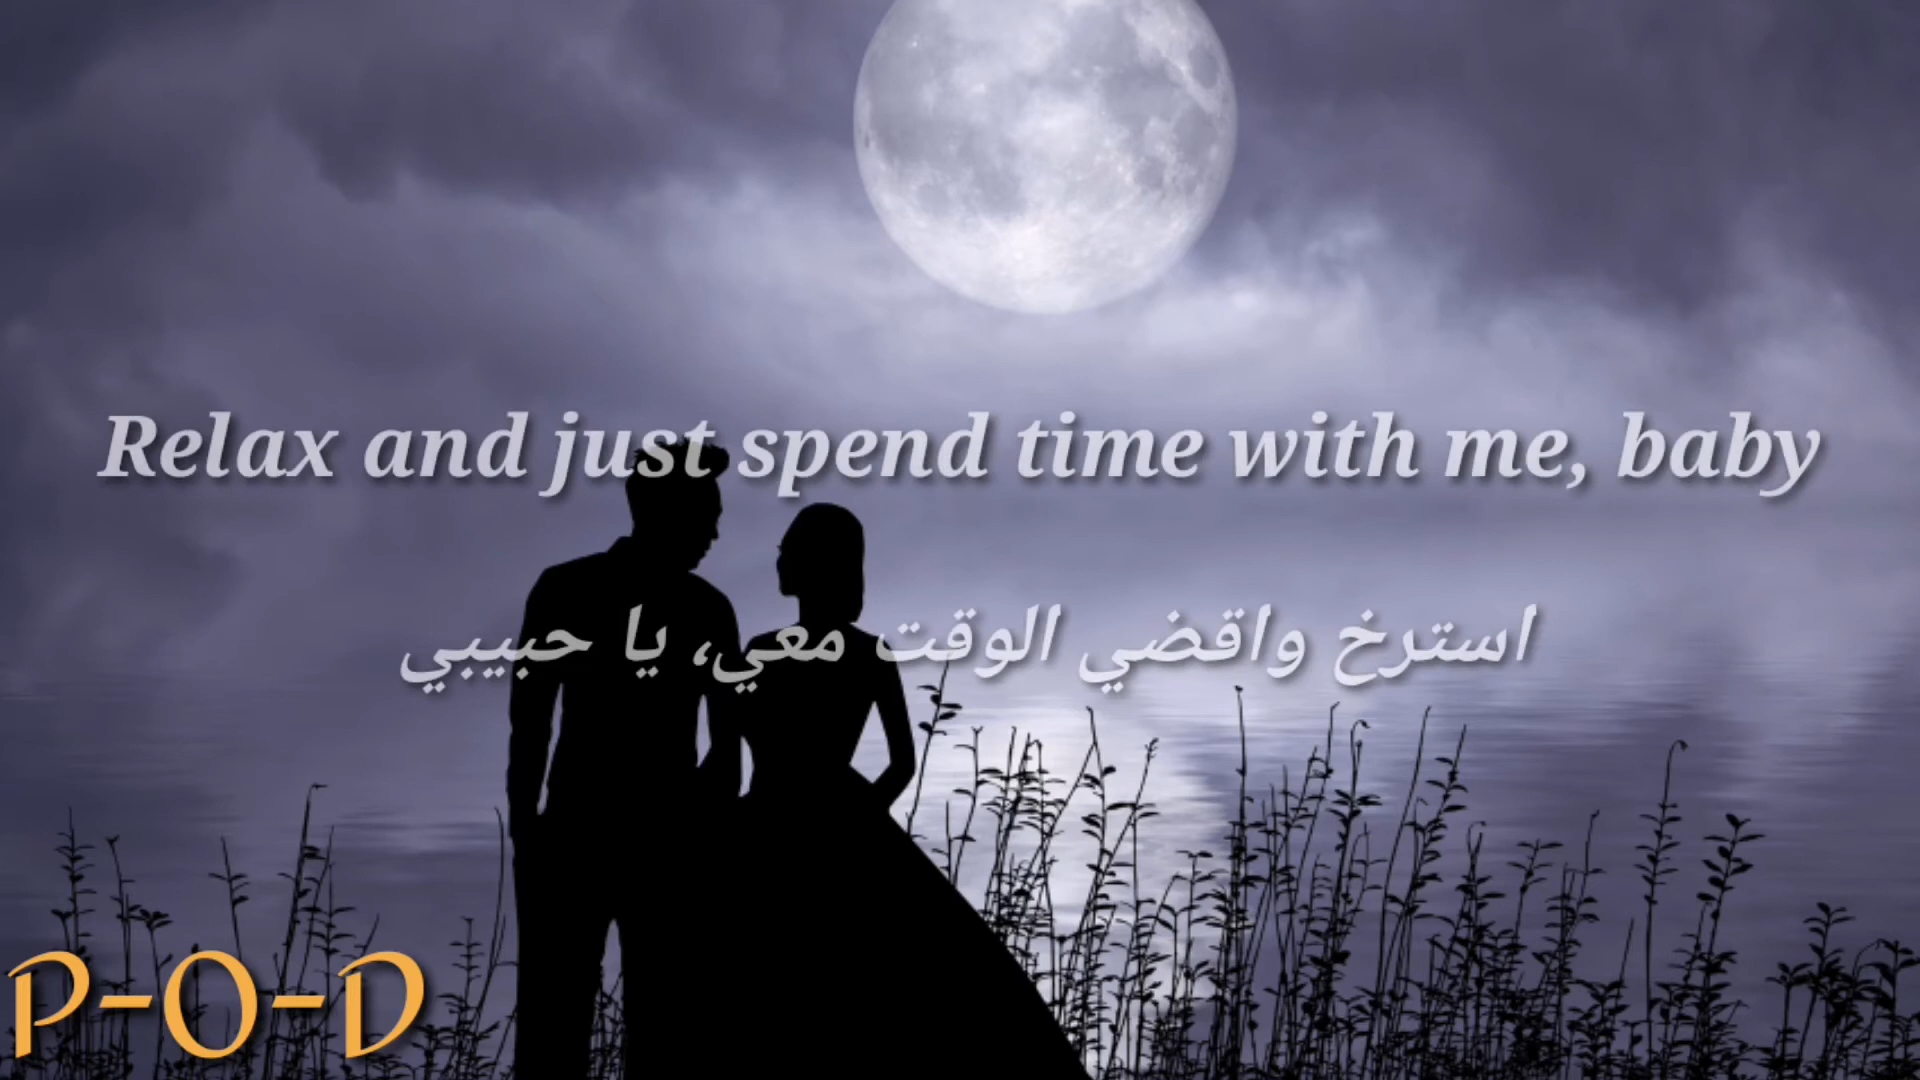 Relax and just spend time with me, baby
استرخ واقضي الوقت معي، يا حبيبي
P-O-D